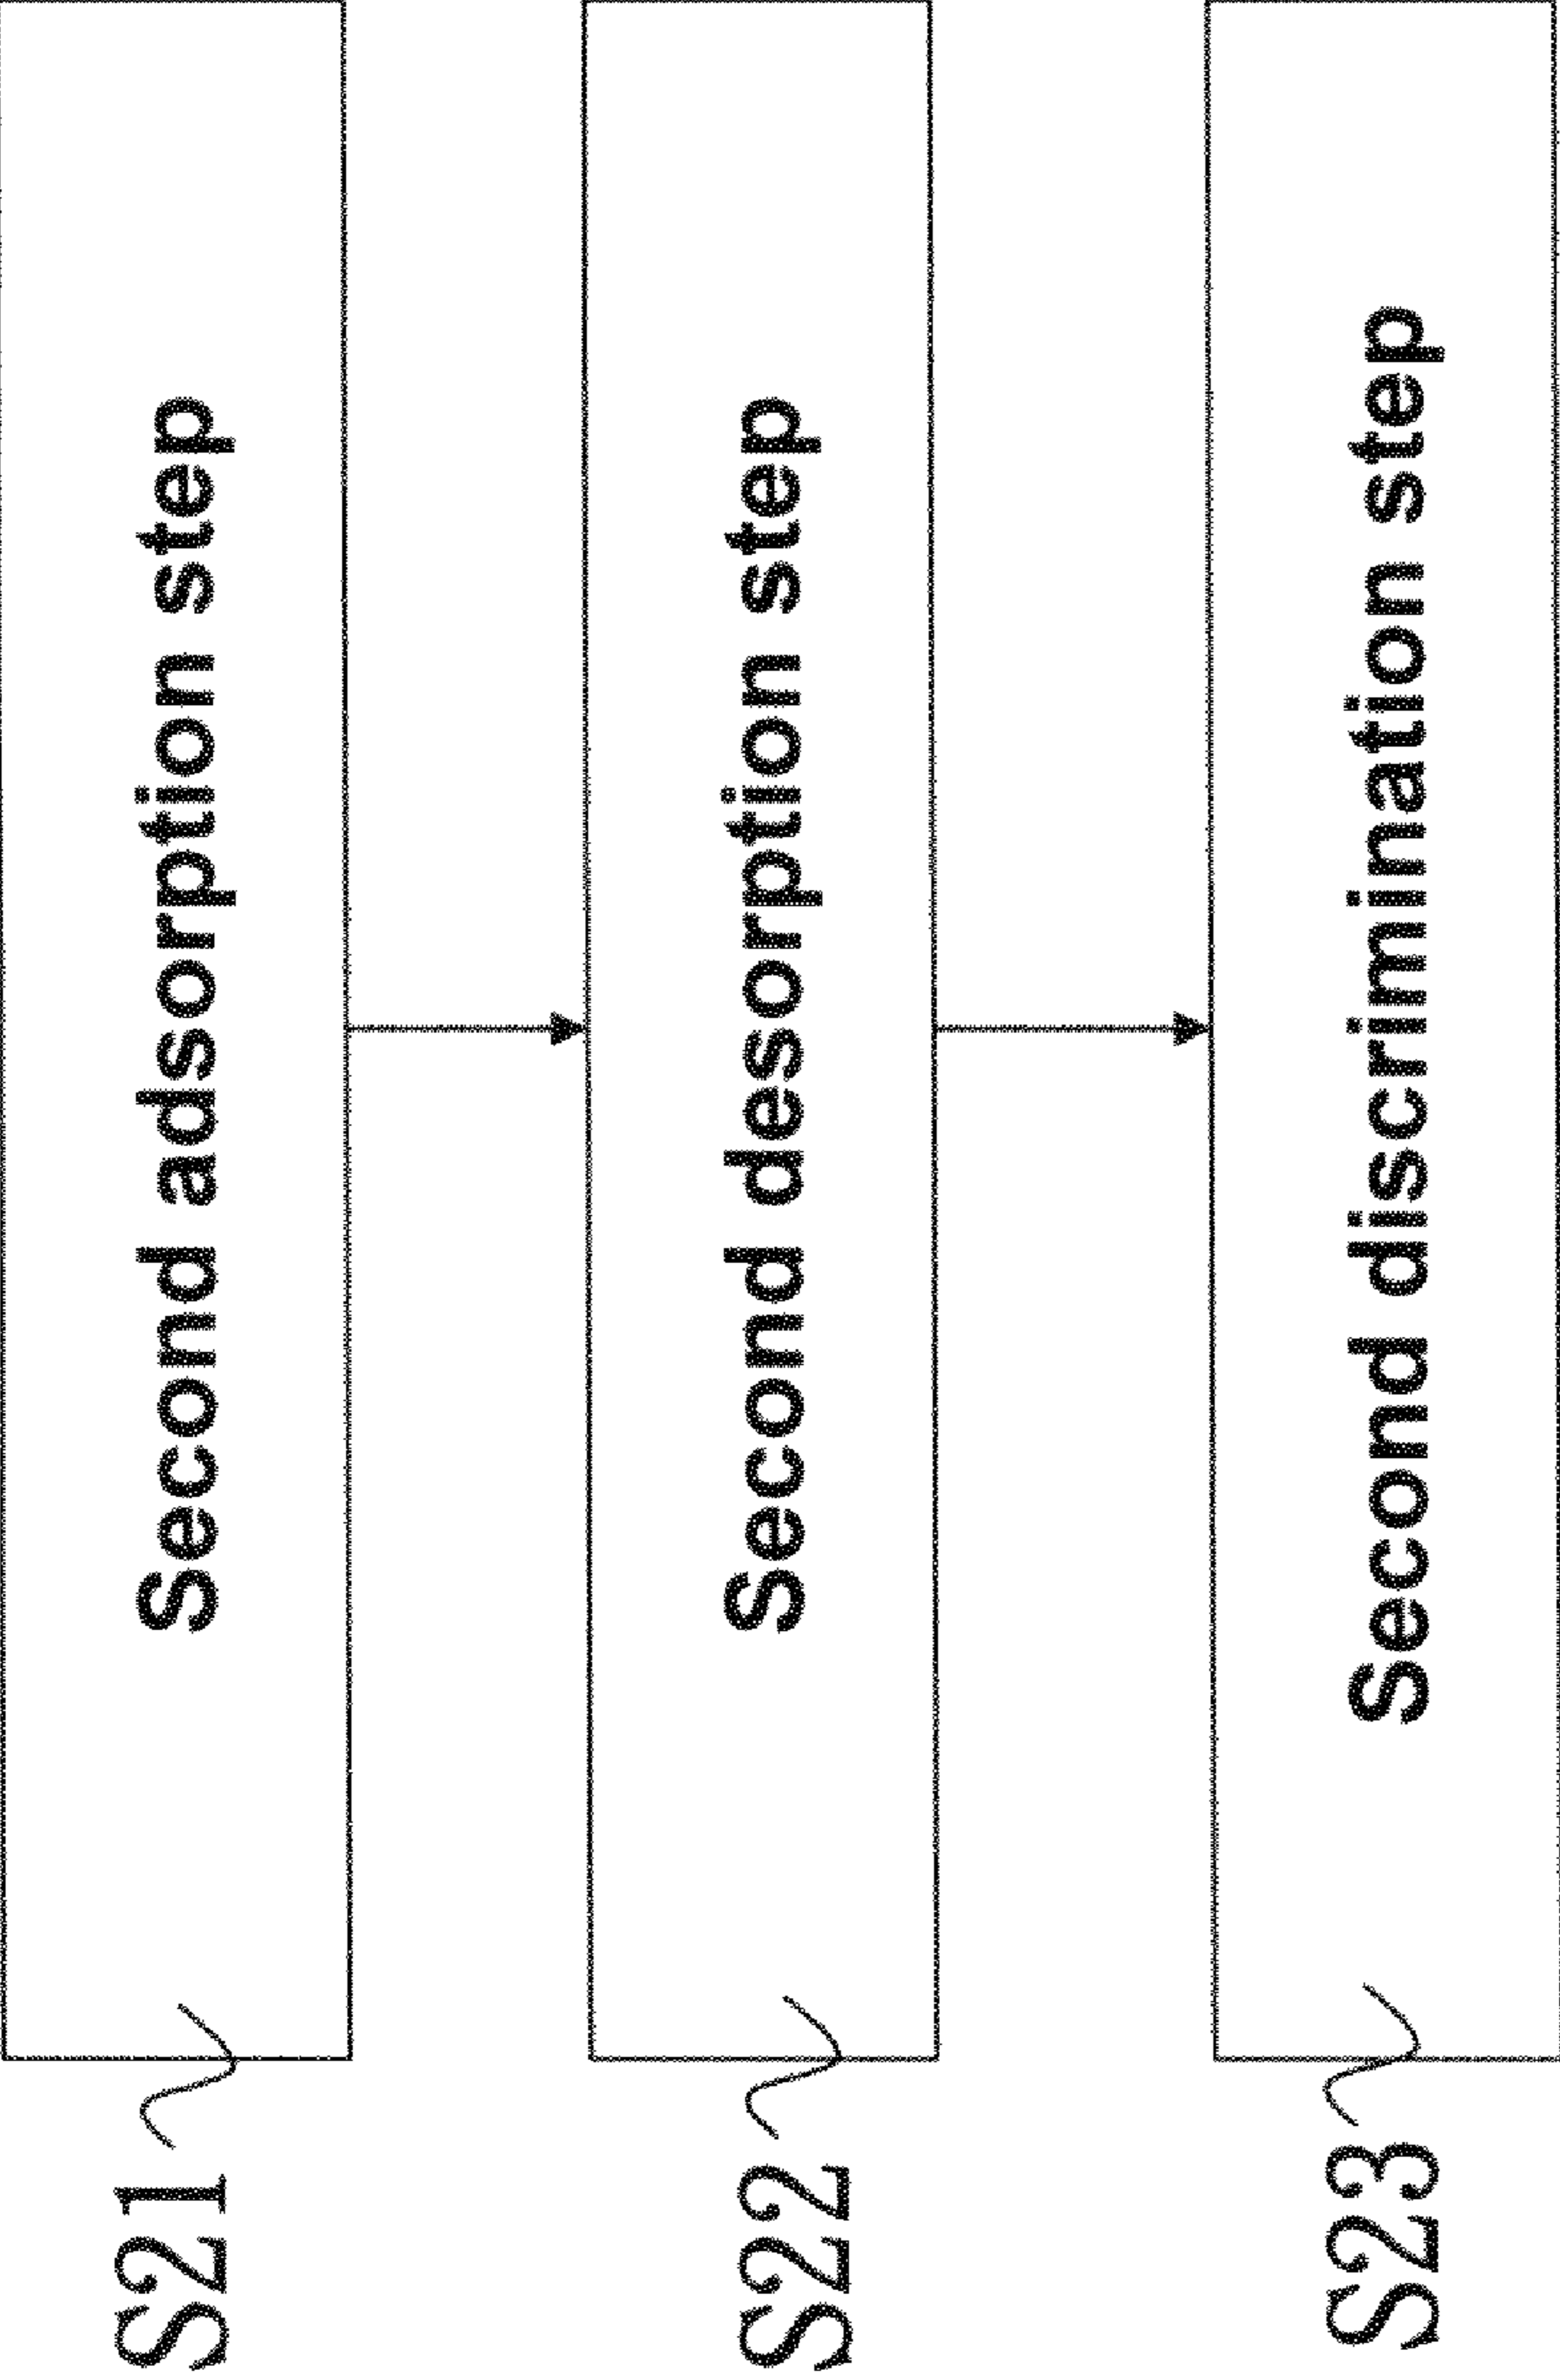 S21
Second adsorption step
S22
Second desorption step
S23
Second discrimination step